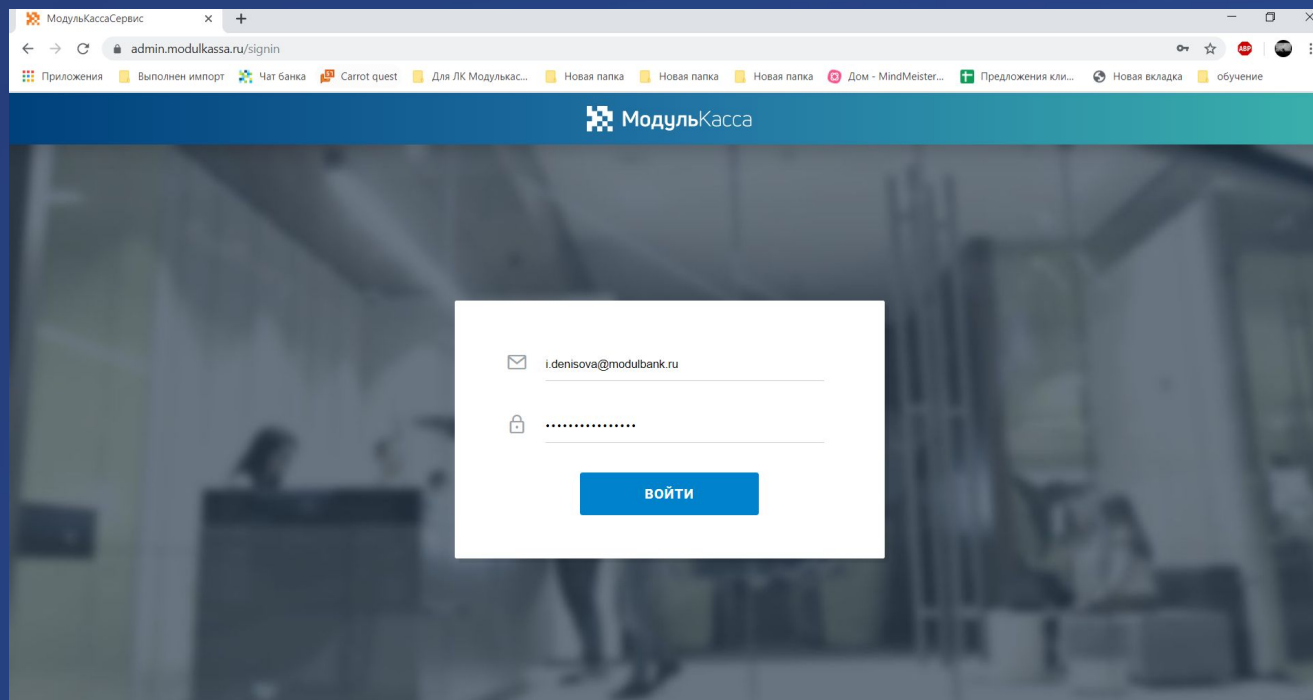 МодульКассаСервис
admin.modulkassa.ru/signin
ABP
Приложения Выполнен импорт Чат банка Carrot quest Для ЛК Модулькас... Новая папка Новая папка Новая папка Дом - MindMeister... Предложения кли... Новая вкладка обучение
МодульКасса
i.denisova@modulbank.ru
................
ВОЙТИ